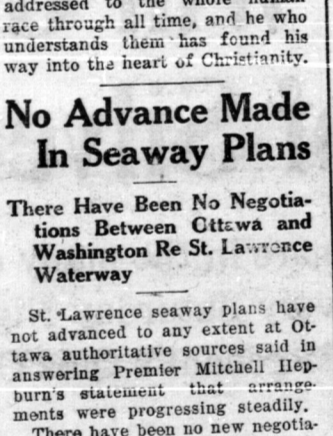 addressed to the whole human
race through all time, and he who
understands them has found his
way into the heart of Christianity.
No Advance Made
In Seaway Plans
There Have Been No Negotia-
tions Between Ottawa and
Washington Re St. Lawrence
Waterway
St. Lawrence seaway plans have
not advanced to any extent at Ot-
tawa authoritative sources said in
answering Premier Mitchell Hep-
burn's statement that arrange-
ments were progressing steadily.
There have been no new negotia-